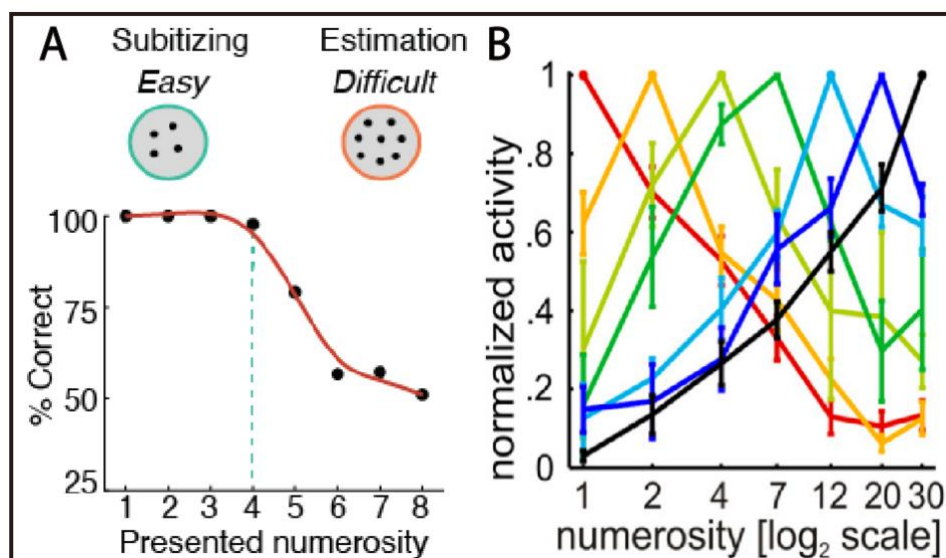 A
Subitizing
Easy
Estimation
Difficult
% Correct
100
75
50
25
1 2 3 4 5 6 7 8
Presented numerosity
B
normalized activity
1
.8
.6
.4
.2
0
1 2 4 7 12 20 30
numerosity [log₂ scale]